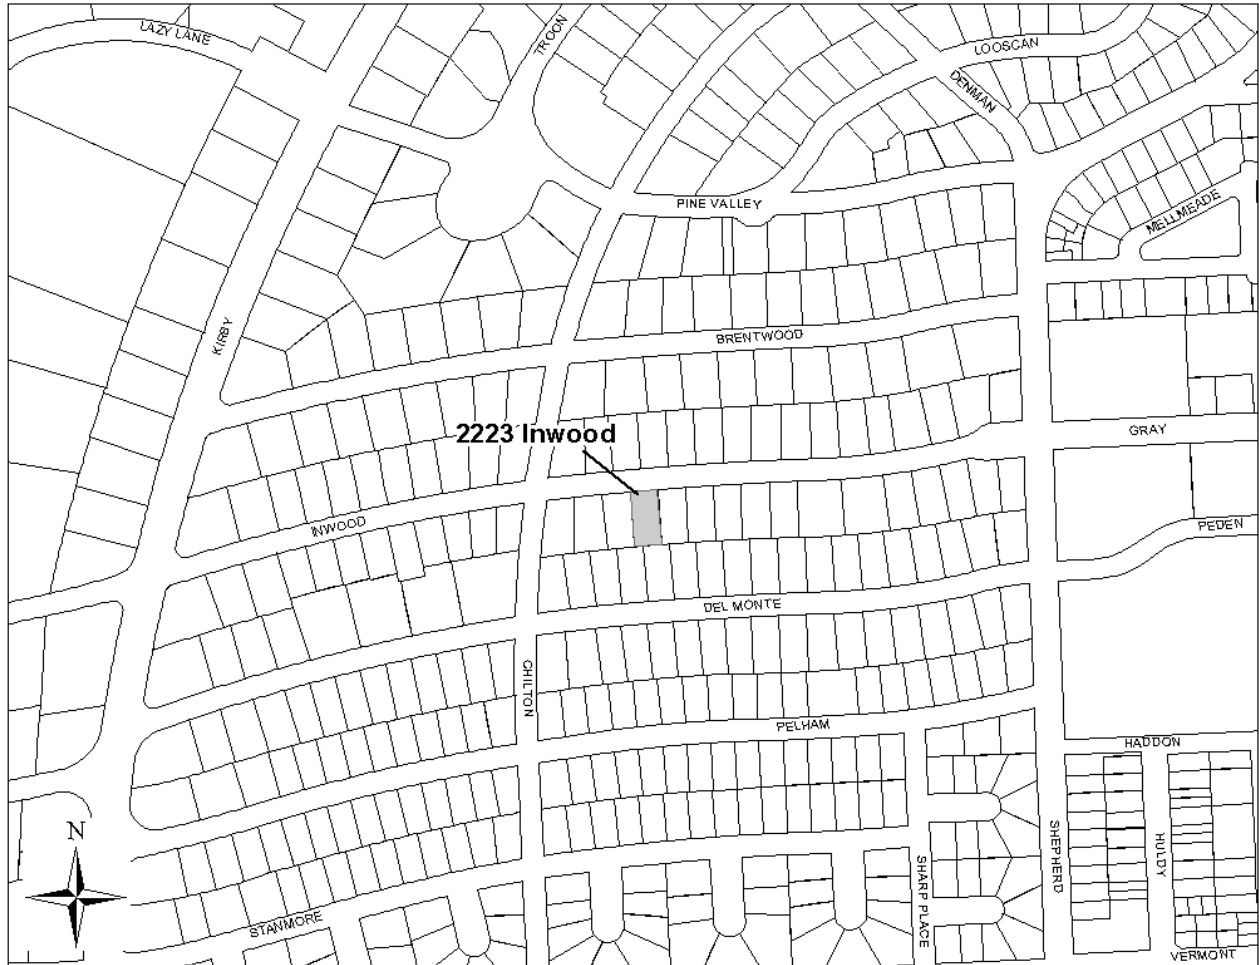 LAZY LANE
TROON
LOOSCAN
DENMAN
PINE VALLEY
MELLMEADE
KIRBY
BRENTWOOD
2223 Inwood
GRAY
INWOOD
PEDEN
DEL MONTE
CHILTON
PELHAM
HADDON
N
SHEPHERD
HULDY
SHARP PLACE
STANMORE
VERMONT